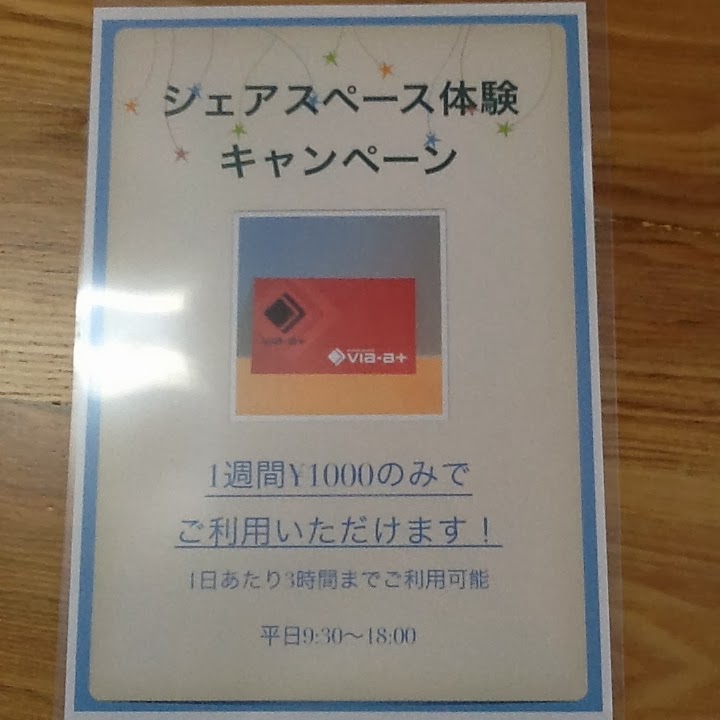 シェアスペース体験
キャンペーン
via-a+
via-a+
1週間¥1000のみで
ご利用いただけます！
1日あたり3時間までご利用可能
平日9:30～18:00